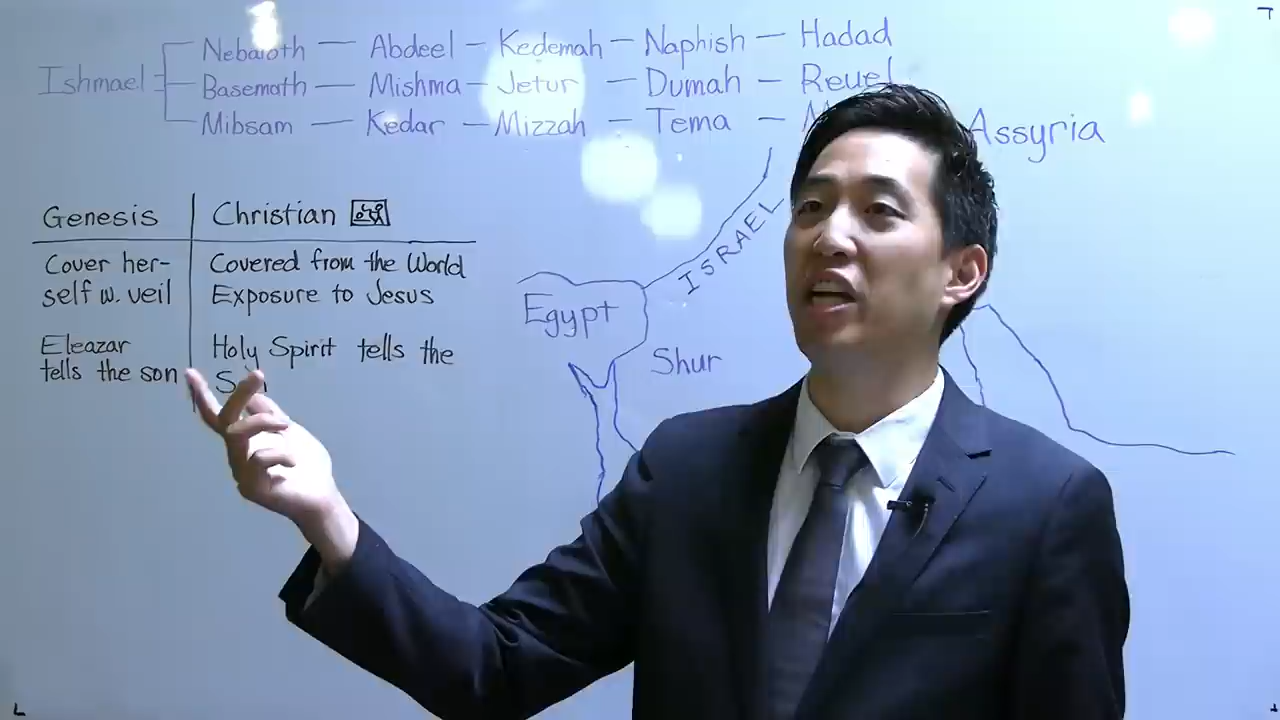 Ishmael
Nebaioth — Abdeel — Kedemah — Naphish — Hadad
Basemath — Mishma — Jetur — Dumah — Reuel
Mibsam — Kedar — Mizzah — Tema —
Assyria
Genesis Christian
Cover her- Covered from the World
self w. veil Exposure to Jesus
Eleazar Holy Spirit tells the
tells the son
ISRAEL
Egypt
Shur